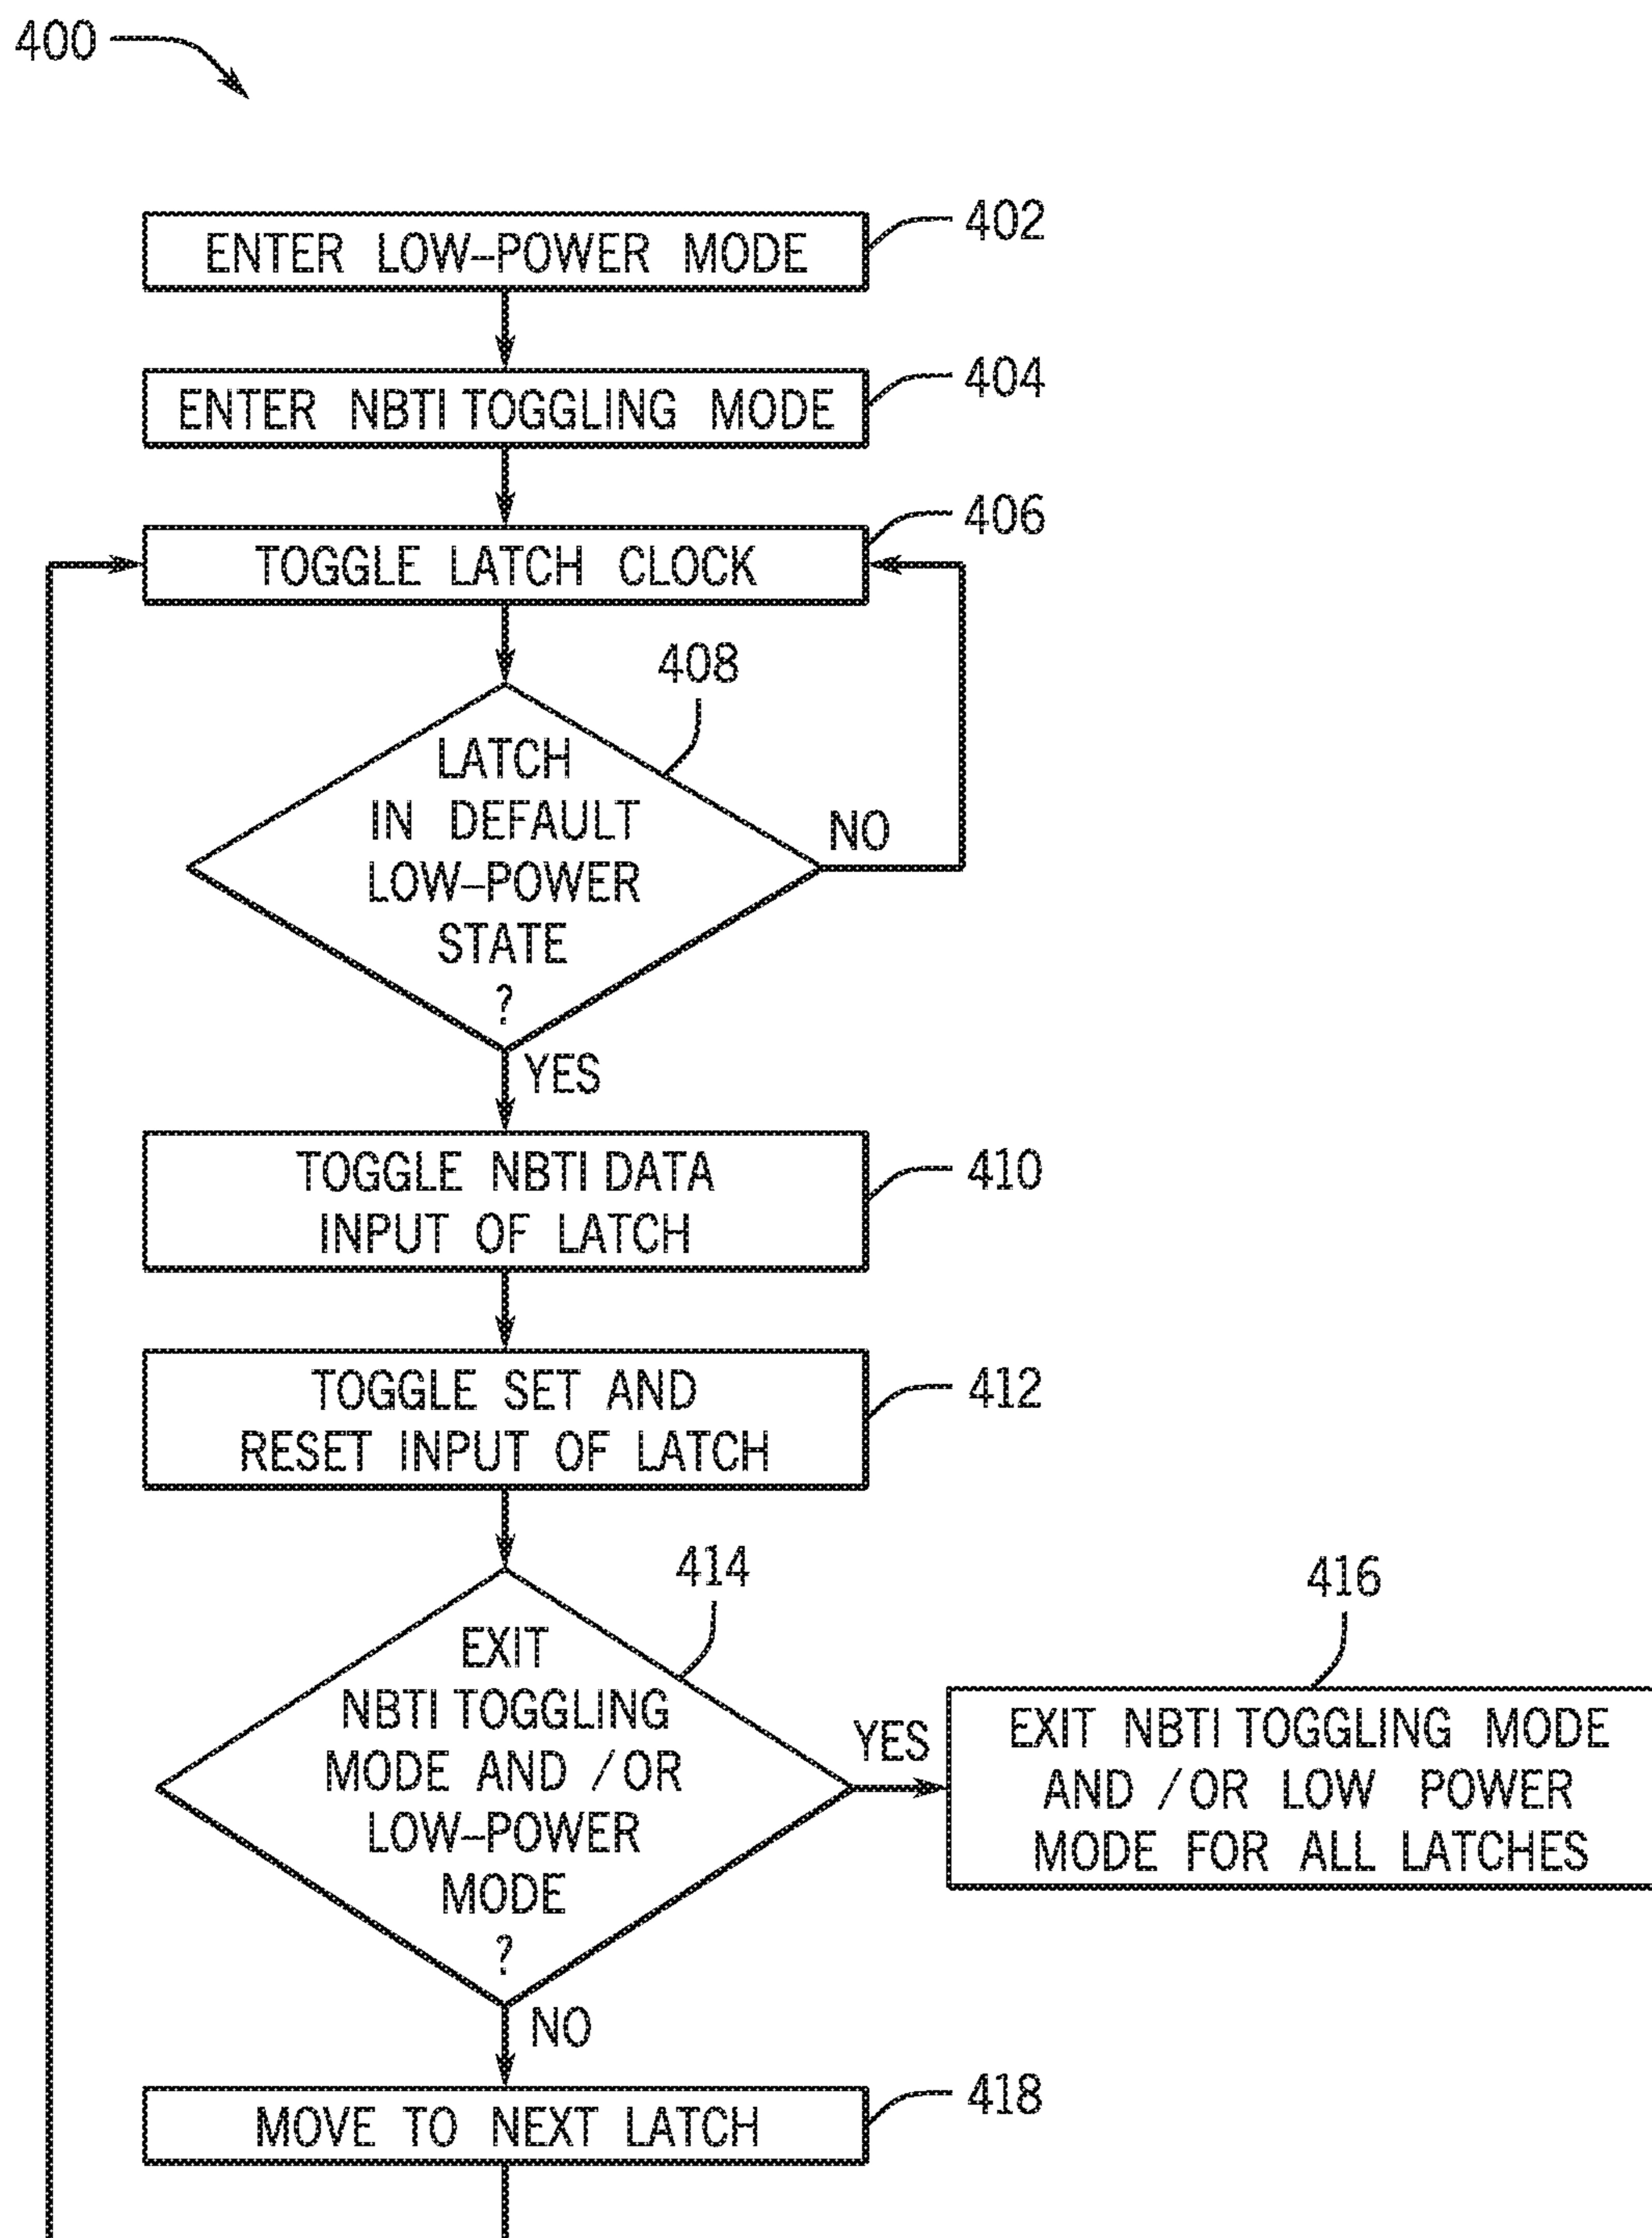 400
402
ENTER LOW-POWER MODE
404
ENTER NBTI TOGGLING MODE
406
TOGGLE LATCH CLOCK
408
LATCH
IN DEFAULT
LOW-POWER
STATE
?
NO
YES
410
TOGGLE NBTI DATA
INPUT OF LATCH
412
TOGGLE SET AND
RESET INPUT OF LATCH
414
EXIT
NBTI TOGGLING
MODE AND /OR
LOW-POWER
MODE
?
YES
416
EXIT NBTI TOGGLING MODE
AND /OR LOW POWER
MODE FOR ALL LATCHES
NO
418
MOVE TO NEXT LATCH